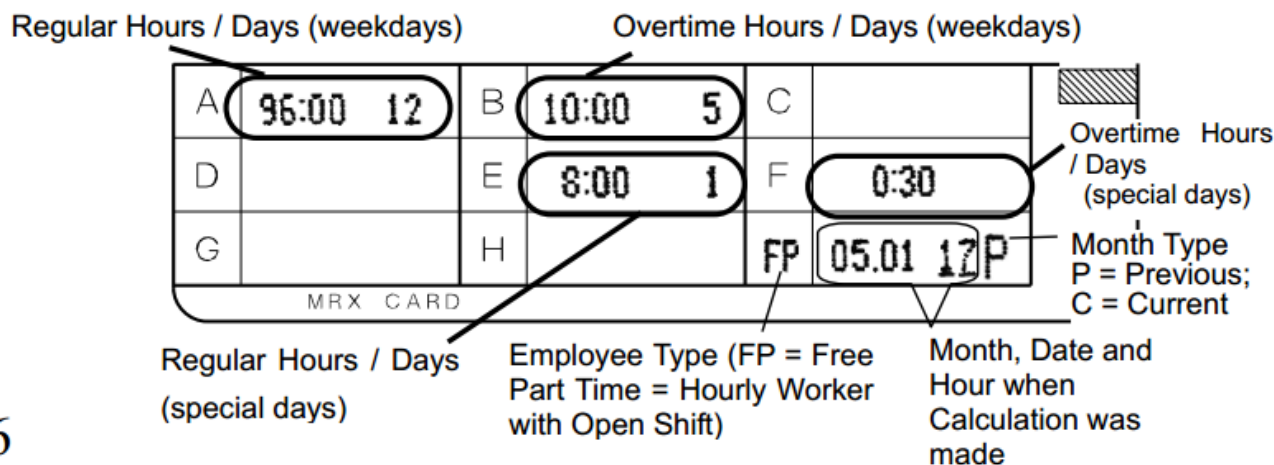 Regular Hours / Days (weekdays)
Overtime Hours / Days (weekdays)
A 96:00 12 B 10:00 5 C
Overtime Hours
/ Days
(special days)
D E 8:00 1 F 0:30
G H FP 05.01 17 P
Month Type
P = Previous;
C = Current
MRX CARD
Regular Hours / Days
(special days)
Employee Type (FP = Free
Part Time = Hourly Worker
with Open Shift)
Month, Date and
Hour when
Calculation was
made
6